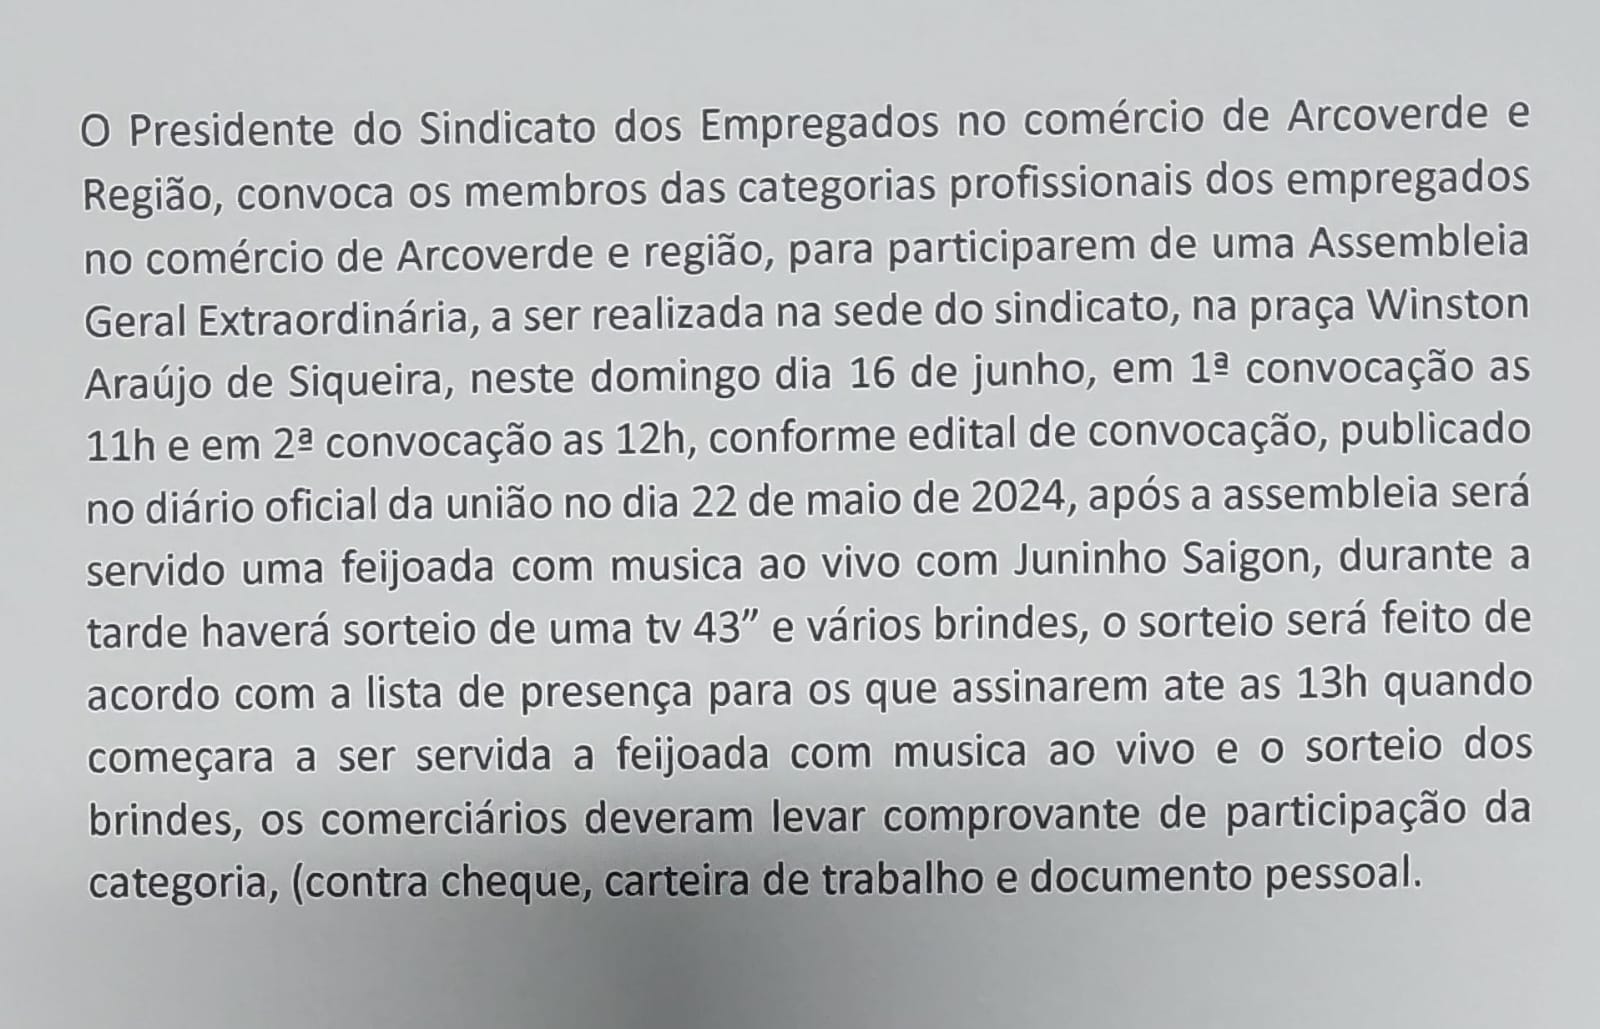 O Presidente do Sindicato dos Empregados no comércio de Arcoverde e
Região, convoca os membros das categorias profissionais dos empregados
no comércio de Arcoverde e região, para participarem de uma Assembleia
Geral Extraordinária, a ser realizada na sede do sindicato, na praça Winston
Araújo de Siqueira, neste domingo dia 16 de junho, em 1ª convocação as
11h e em 2ª convocação as 12h, conforme edital de convocação, publicado
no diário oficial da união no dia 22 de maio de 2024, após a assembleia será
servido uma feijoada com musica ao vivo com Juninho Saigon, durante a
tarde haverá sorteio de uma tv 43” e vários brindes, o sorteio será feito de
acordo com a lista de presença para os que assinarem ate as 13h quando
começara a ser servida a feijoada com musica ao vivo e o sorteio dos
brindes, os comerciários deveram levar comprovante de participação da
categoria, (contra cheque, carteira de trabalho e documento pessoal.